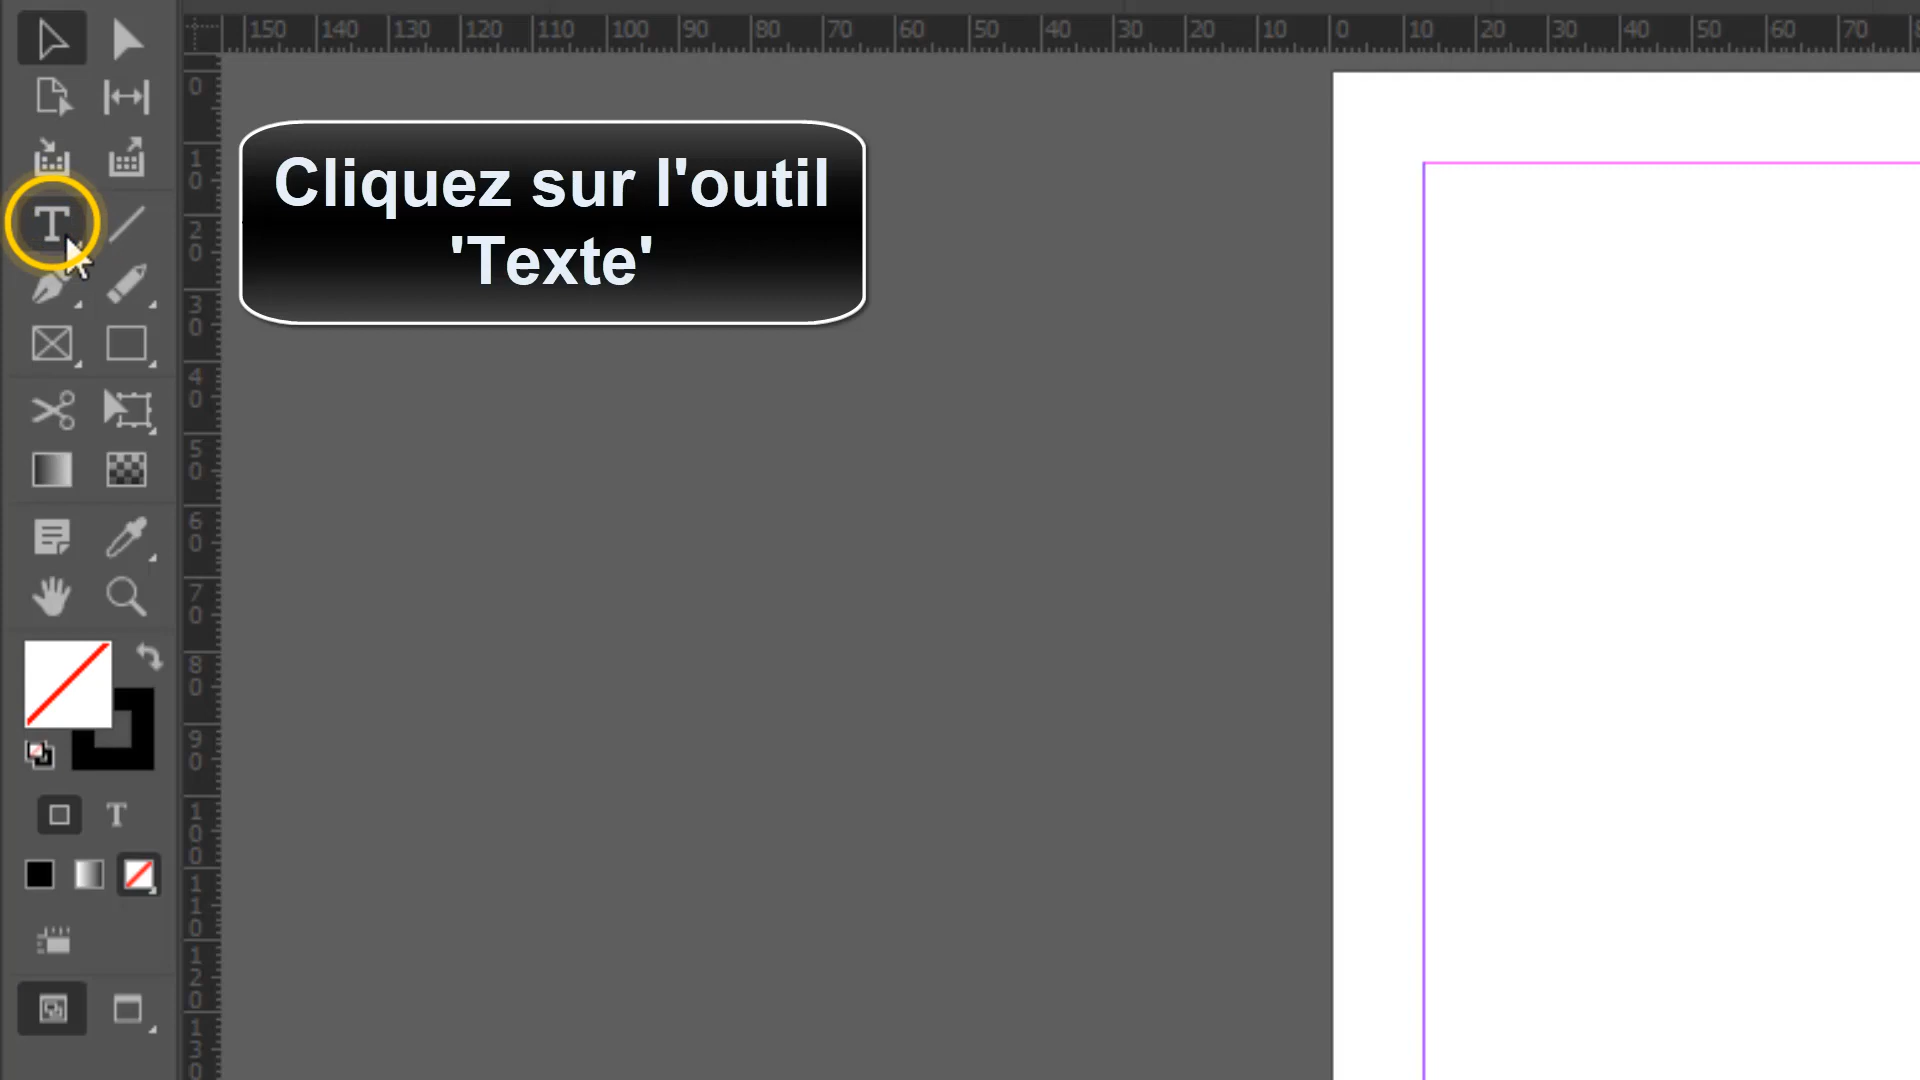 150 140 130 120 110 100 90 80 70 60 50 40 30 20 10 0 10 20 30 40 50 60 70
Cliquez sur l'outil
'Texte'
T
T
0
10
20
30
40
50
60
70
80
90
100
110
120
130